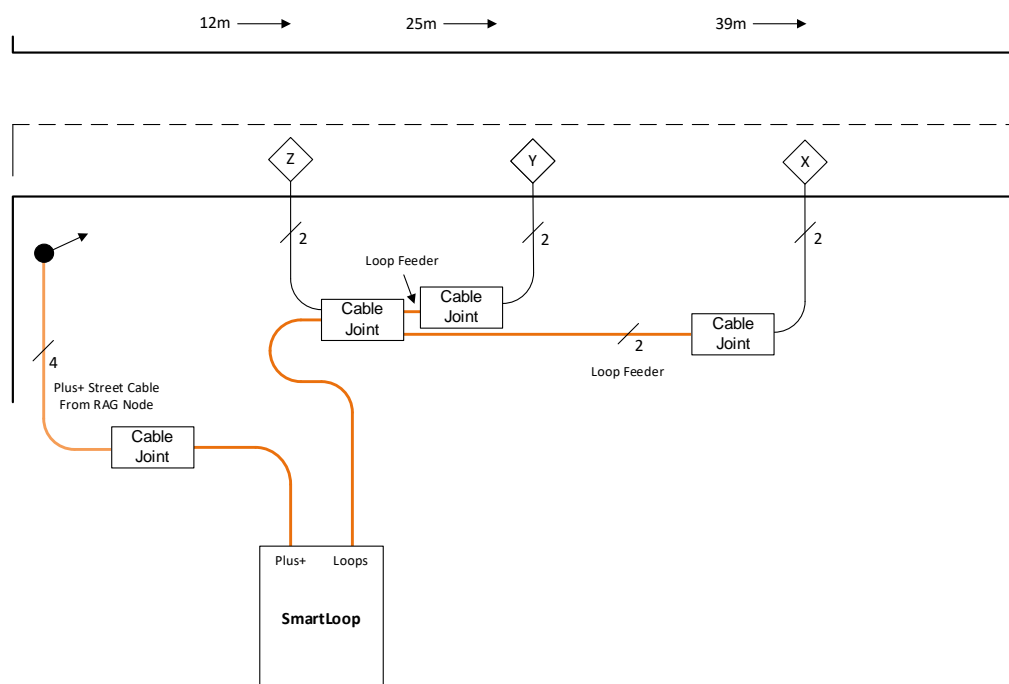 12m
25m
39m
Z
Y
X
2
2
2
Loop Feeder
Cable
Joint
Cable
Joint
Cable
Joint
2
Loop Feeder
4
Plus+ Street Cable
From RAG Node
Cable
Joint
Plus+
Loops
SmartLoop